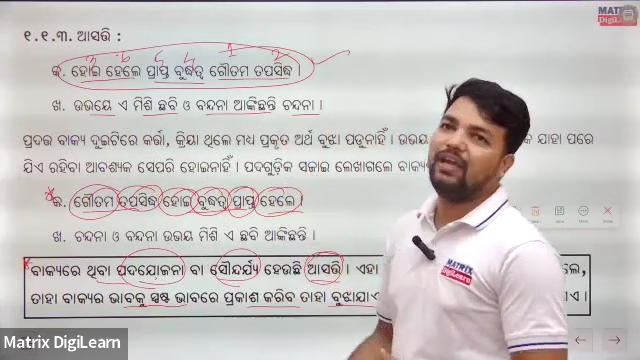 ୧.୧.୩. ଆସତ୍ତି :
MATRIX
DigiLearn
କ. ହୋଇ ହେଲେ ପ୍ରାପ୍ତ ବୁଦ୍ଧତ୍ୱ ଗୌତମ ତପସିଦ୍ଧ ।
ଖ. ଉଭୟେ ଏ ମିଶି ଛବି ଓ ବନ୍ଦନା ଆଙ୍କିଛନ୍ତି ଚନ୍ଦନା ।
ପ୍ରଦତ୍ତ ବାକ୍ୟ ଦୁଇଟିରେ କର୍ତ୍ତା, କ୍ରିୟା ଥିଲେ ମଧ୍ୟ ପ୍ରକୃତ ଅର୍ଥ ବୁଝା ପଡୁନାହିଁ । ଉଭୟ ଯାହା ପରେ
ଯିଏ ରହିବା ଆବଶ୍ୟକ ସେପରି ହୋଇନାହିଁ । ପଦଗୁଡ଼ିକ ସଜାଇ ଲେଖାଗଲେ
କ. ଗୌତମ ତପସିଦ୍ଧ ହୋଇ ବୁଦ୍ଧତ୍ୱ ପ୍ରାପ୍ତ ହେଲେ ।
ଖ. ଚନ୍ଦନା ଓ ବନ୍ଦନା ଉଭୟ ମିଶି ଏ ଛବି ଆଙ୍କିଛନ୍ତି ।
ବାକ୍ୟରେ ଥିବା ପଦଯୋଜନା ବା ସୌନ୍ଦର୍ଯ୍ୟ ହେଉଛି ଆସତ୍ତି । ଏହା
ତାହା ବାକ୍ୟର ଭାବକୁ ସ୍ପଷ୍ଟ ଭାବରେ ପ୍ରକାଶ କରିବ ତାହା
MATRIX
DigiLearn
Matrix DigiLearn